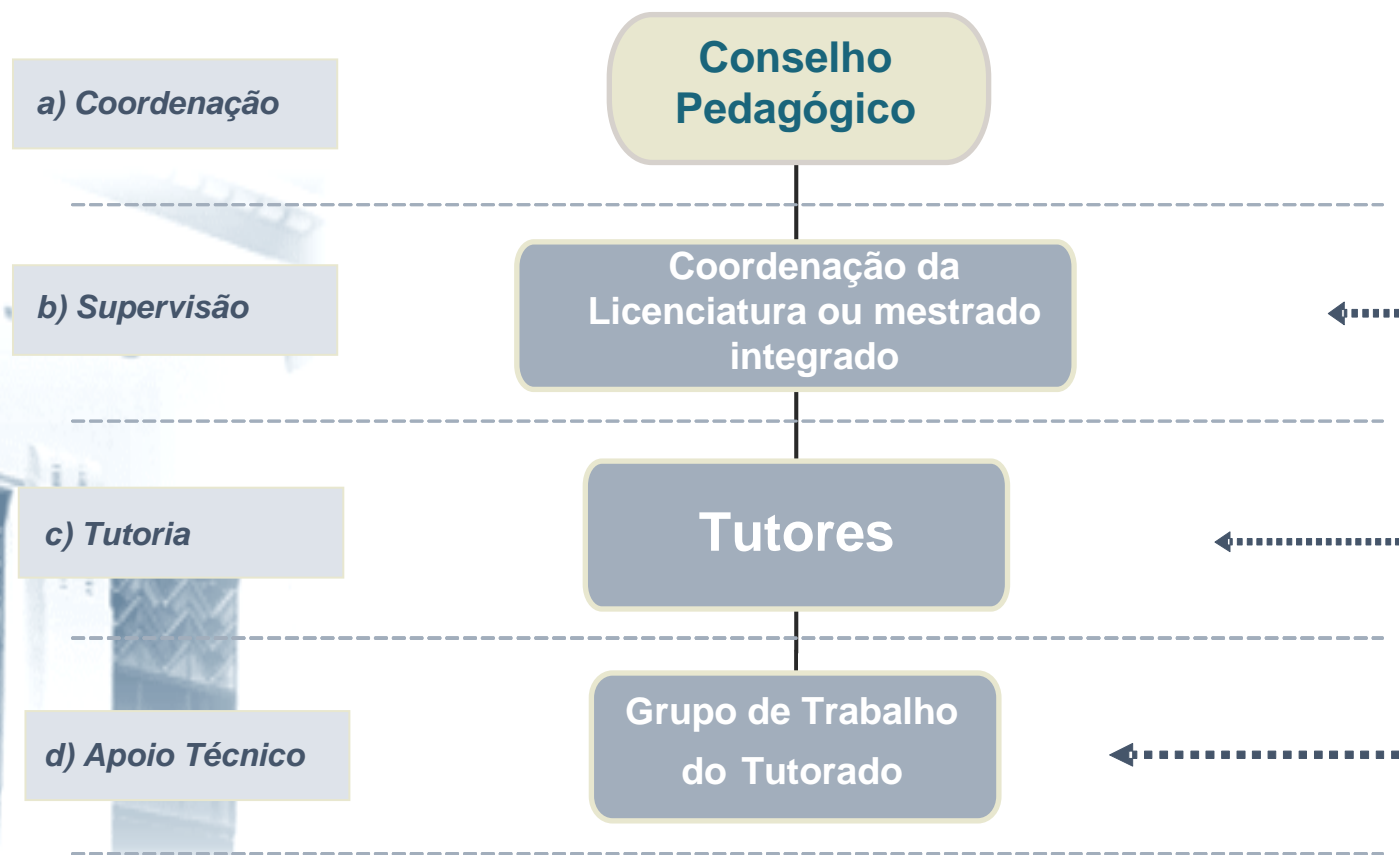 Conselho
Pedagógico
a) Coordenação
Coordenação da
Licenciatura ou mestrado
integrado
b) Supervisão
Tutores
c) Tutoria
Grupo de Trabalho
do Tutorado
d) Apoio Técnico